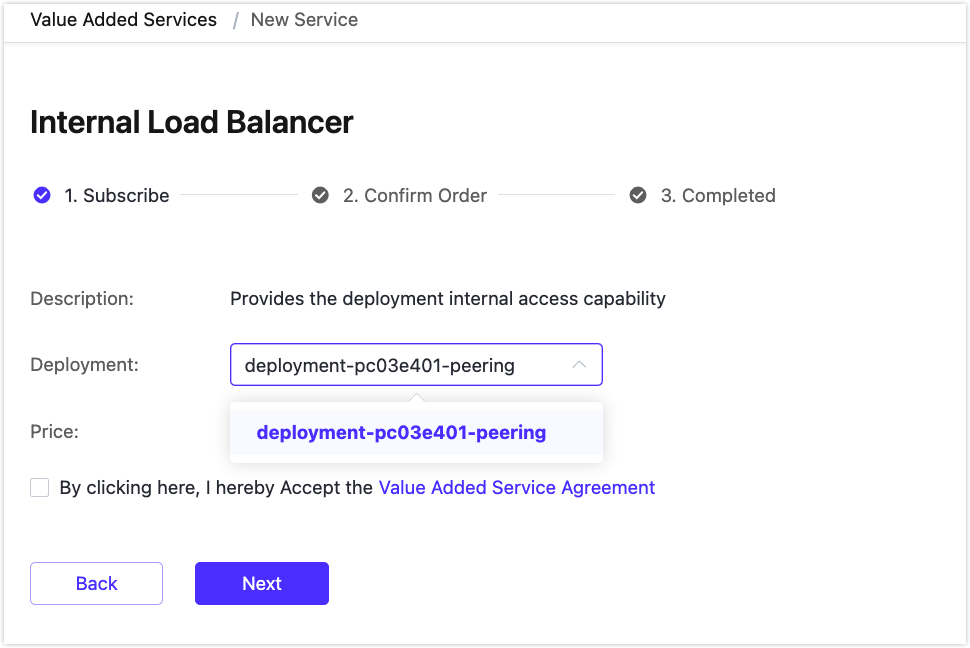 Value Added Services / New Service
Internal Load Balancer
1. Subscribe 2. Confirm Order 3. Completed
Description: Provides the deployment internal access capability
Deployment: deployment-pc03e401-peering
deployment-pc03e401-peering
Price:
By clicking here, I hereby Accept the Value Added Service Agreement
Back Next